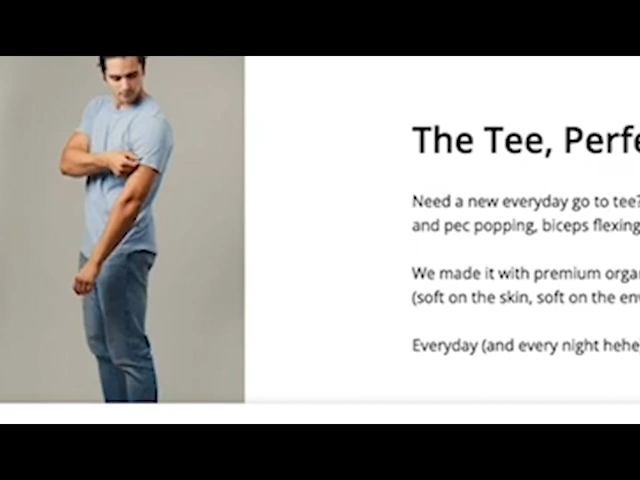 The Tee, Perfe
Need a new everyday go to tee?
and pec popping, biceps flexing
We made it with premium orga
(soft on the skin, soft on the en
Everyday (and every night hehe